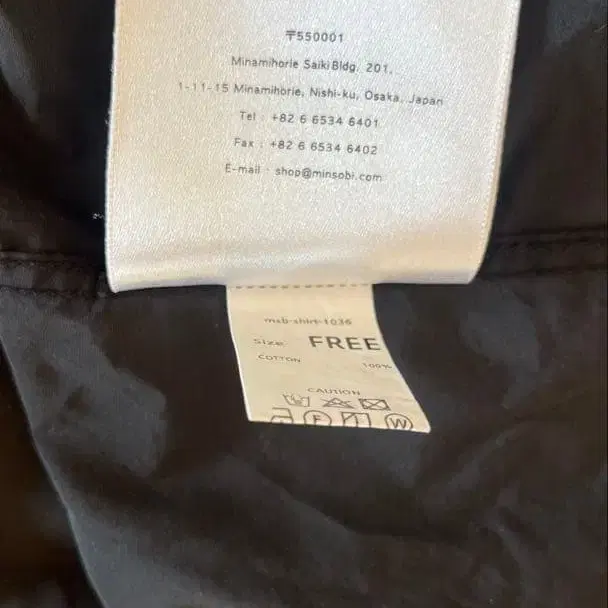 〒550001
Minamihorie Saiki Bldg. 201,
1-11-15 Minamihorie, Nishi-ku, Osaka, Japan
Tel : +82 6 6534 6401
Fax : +82 6 6534 6402
E-mail : shop@minsobi.com
msb-shirt-1036
Size FREE
COTTON 100%
CAUTION
F W